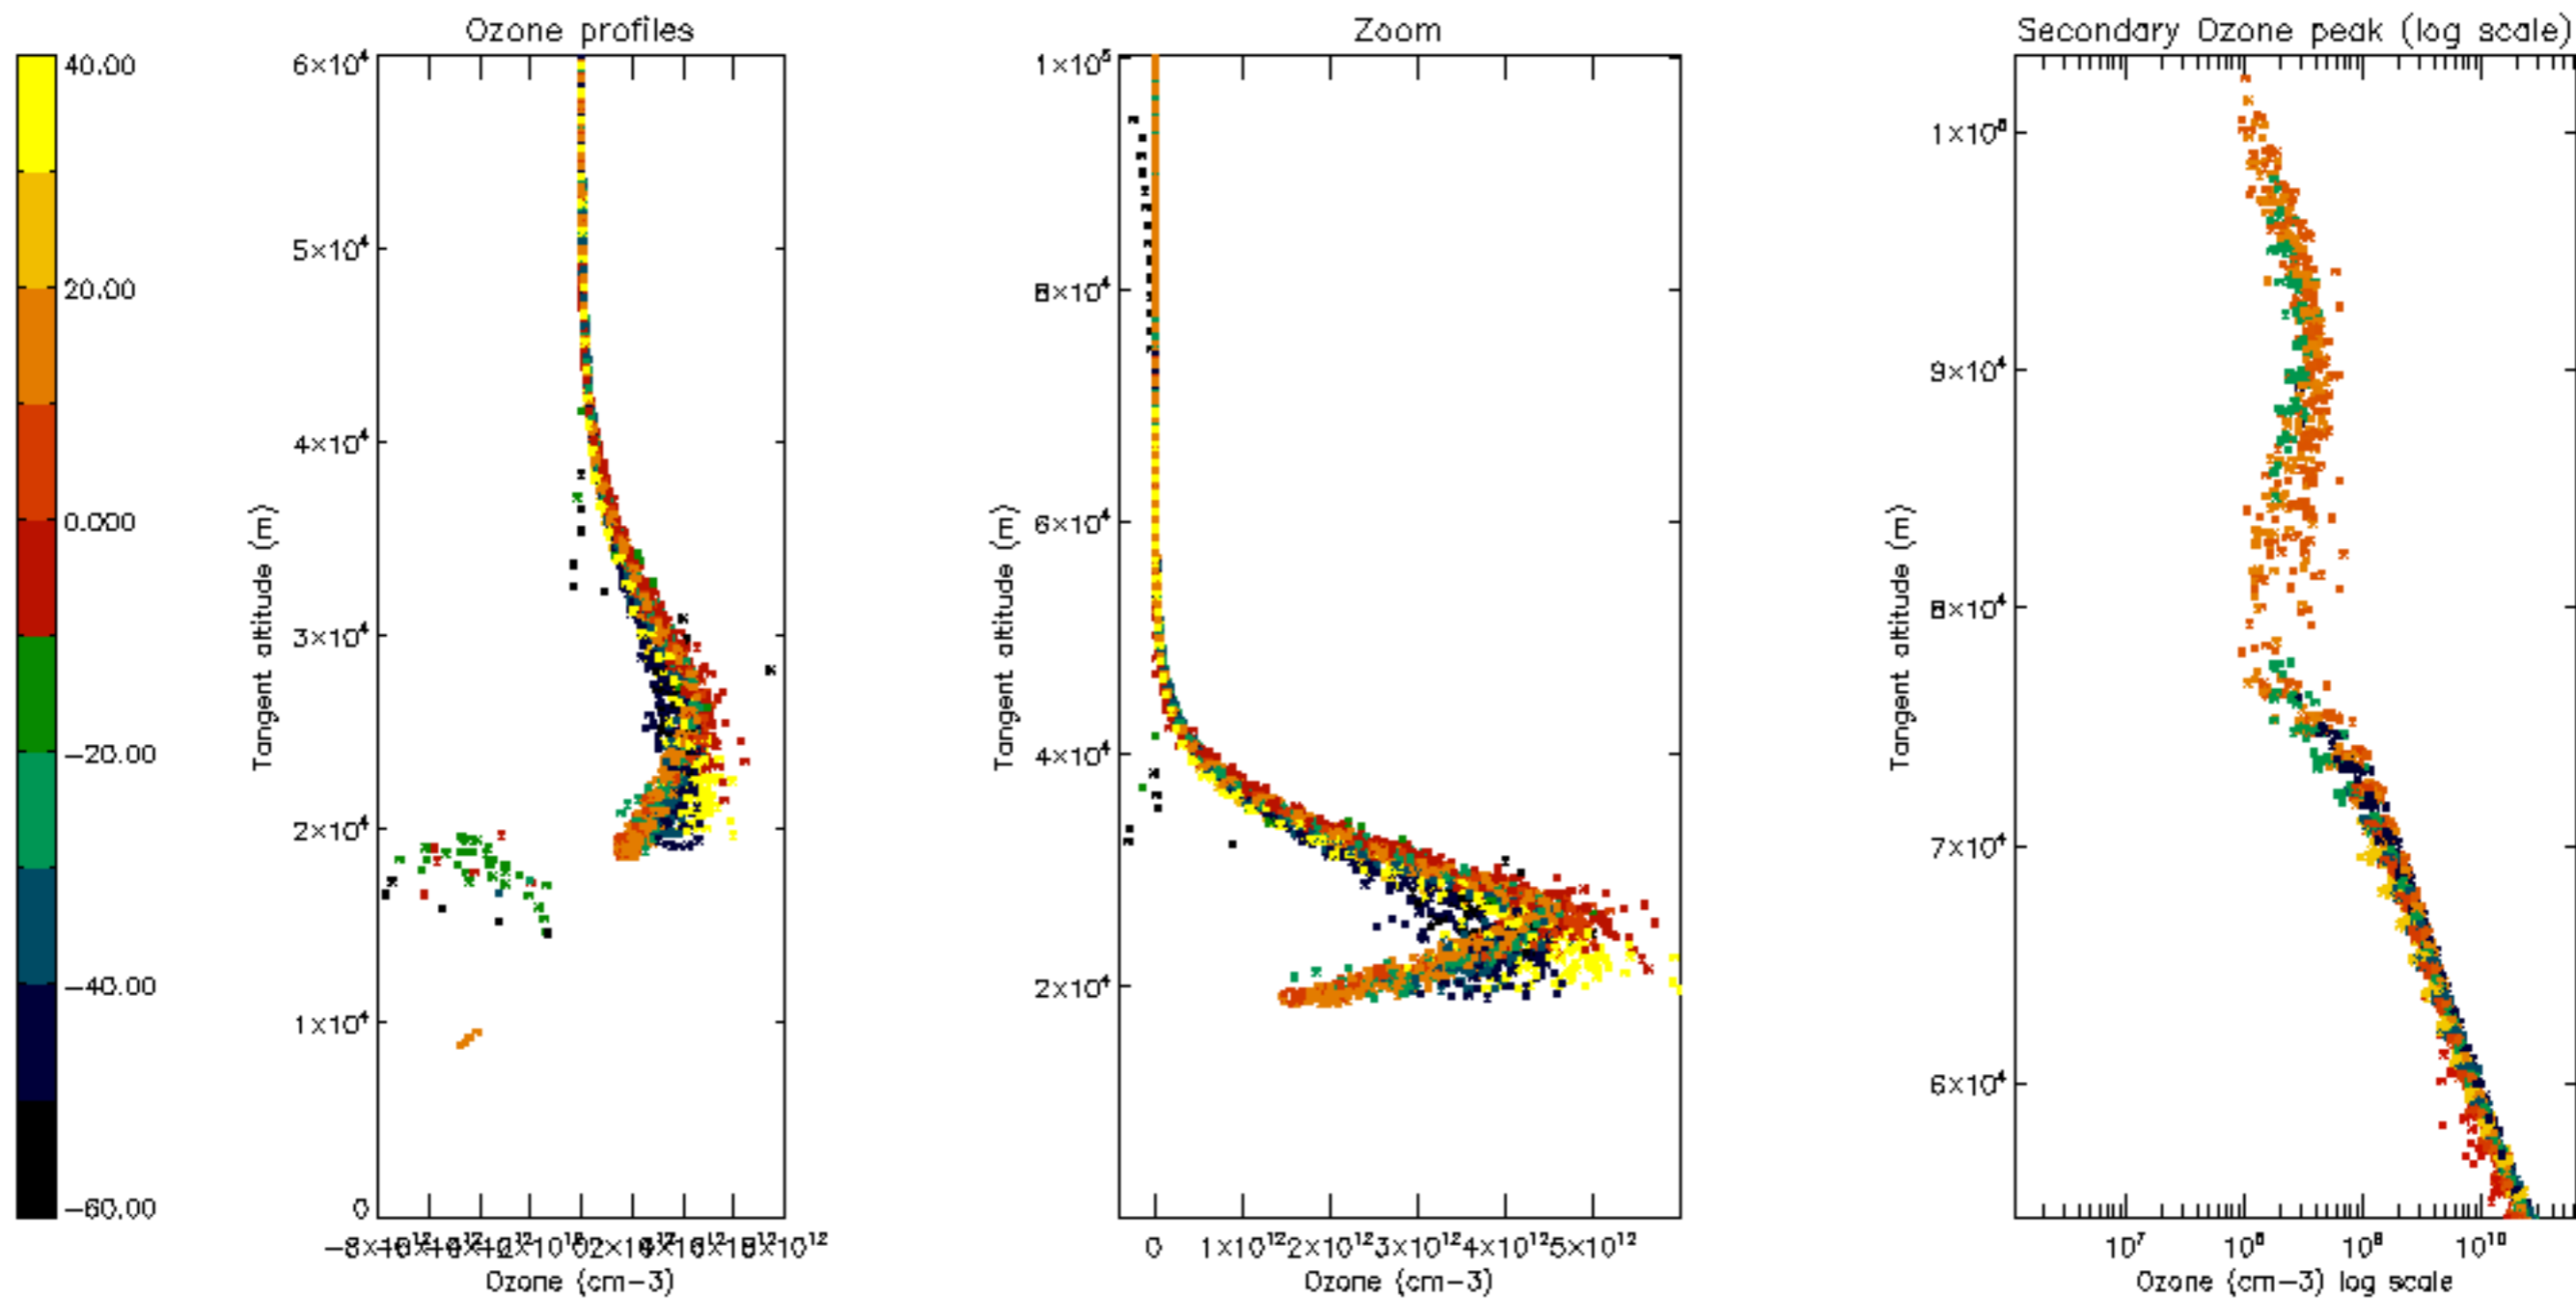 Ozone profiles
Zoom
Secondary Ozone peak (log scale)
40.00
20.00
0.000
−20.00
−40.00
−60.00
Tangent altitude (m)
6×10⁴
5×10⁴
4×10⁴
3×10⁴
2×10⁴
1×10⁴
0
Ozone (cm−3)
Tangent altitude (m)
1×10⁵
8×10⁴
6×10⁴
4×10⁴
2×10⁴
0 1×10¹² 2×10¹² 3×10¹² 4×10¹² 5×10¹²
Ozone (cm−3)
Tangent altitude (m)
9×10⁴
8×10⁴
7×10⁴
6×10⁴
10⁷ 10⁸ 10⁹ 10¹⁰
Ozone (cm−3) log scale